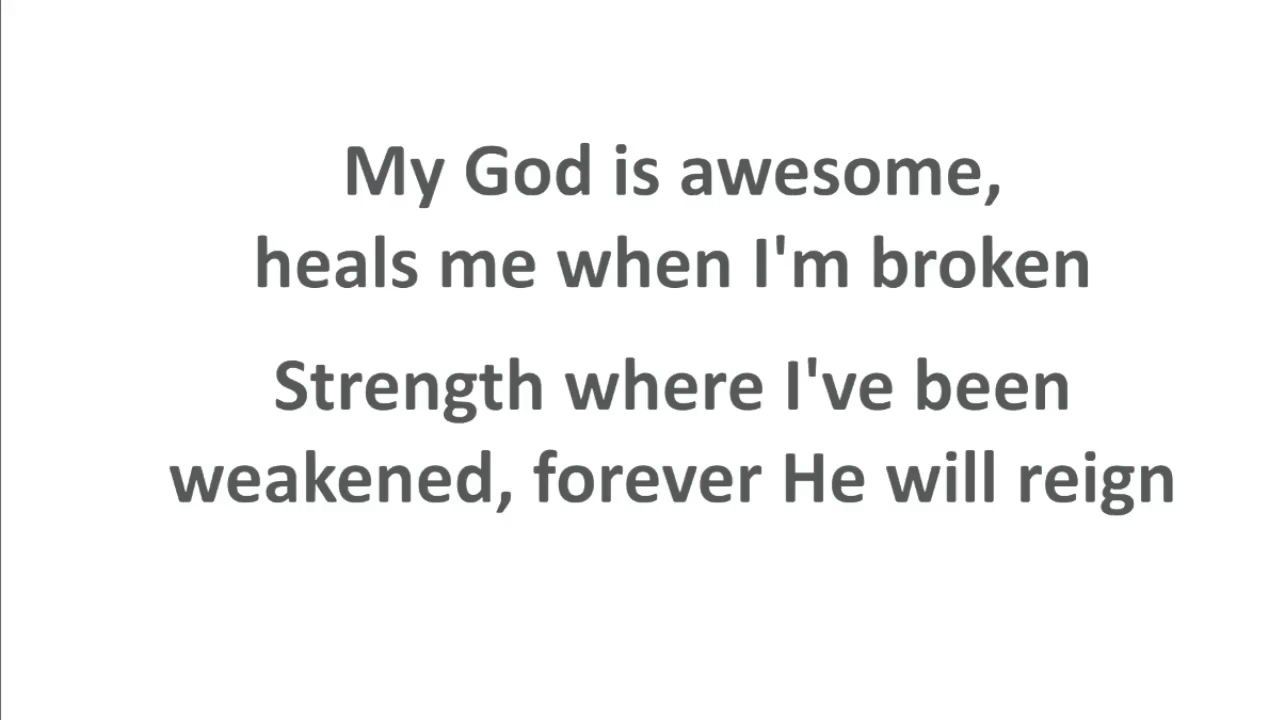 My God is awesome,
heals me when I'm broken
Strength where I've been
weakened, forever He will reign